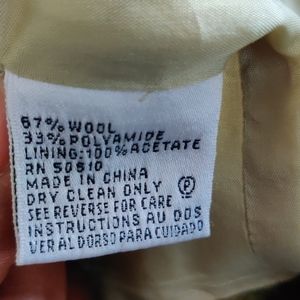 67% WOOL
33% POLYAMIDE
LINING: 100% ACETATE
RN 50510
MADE IN CHINA
DRY CLEAN ONLY Ⓟ
SEE REVERSE FOR CARE
INSTRUCTIONS AU DOS
VER AL DORSO PARA CUIDADO